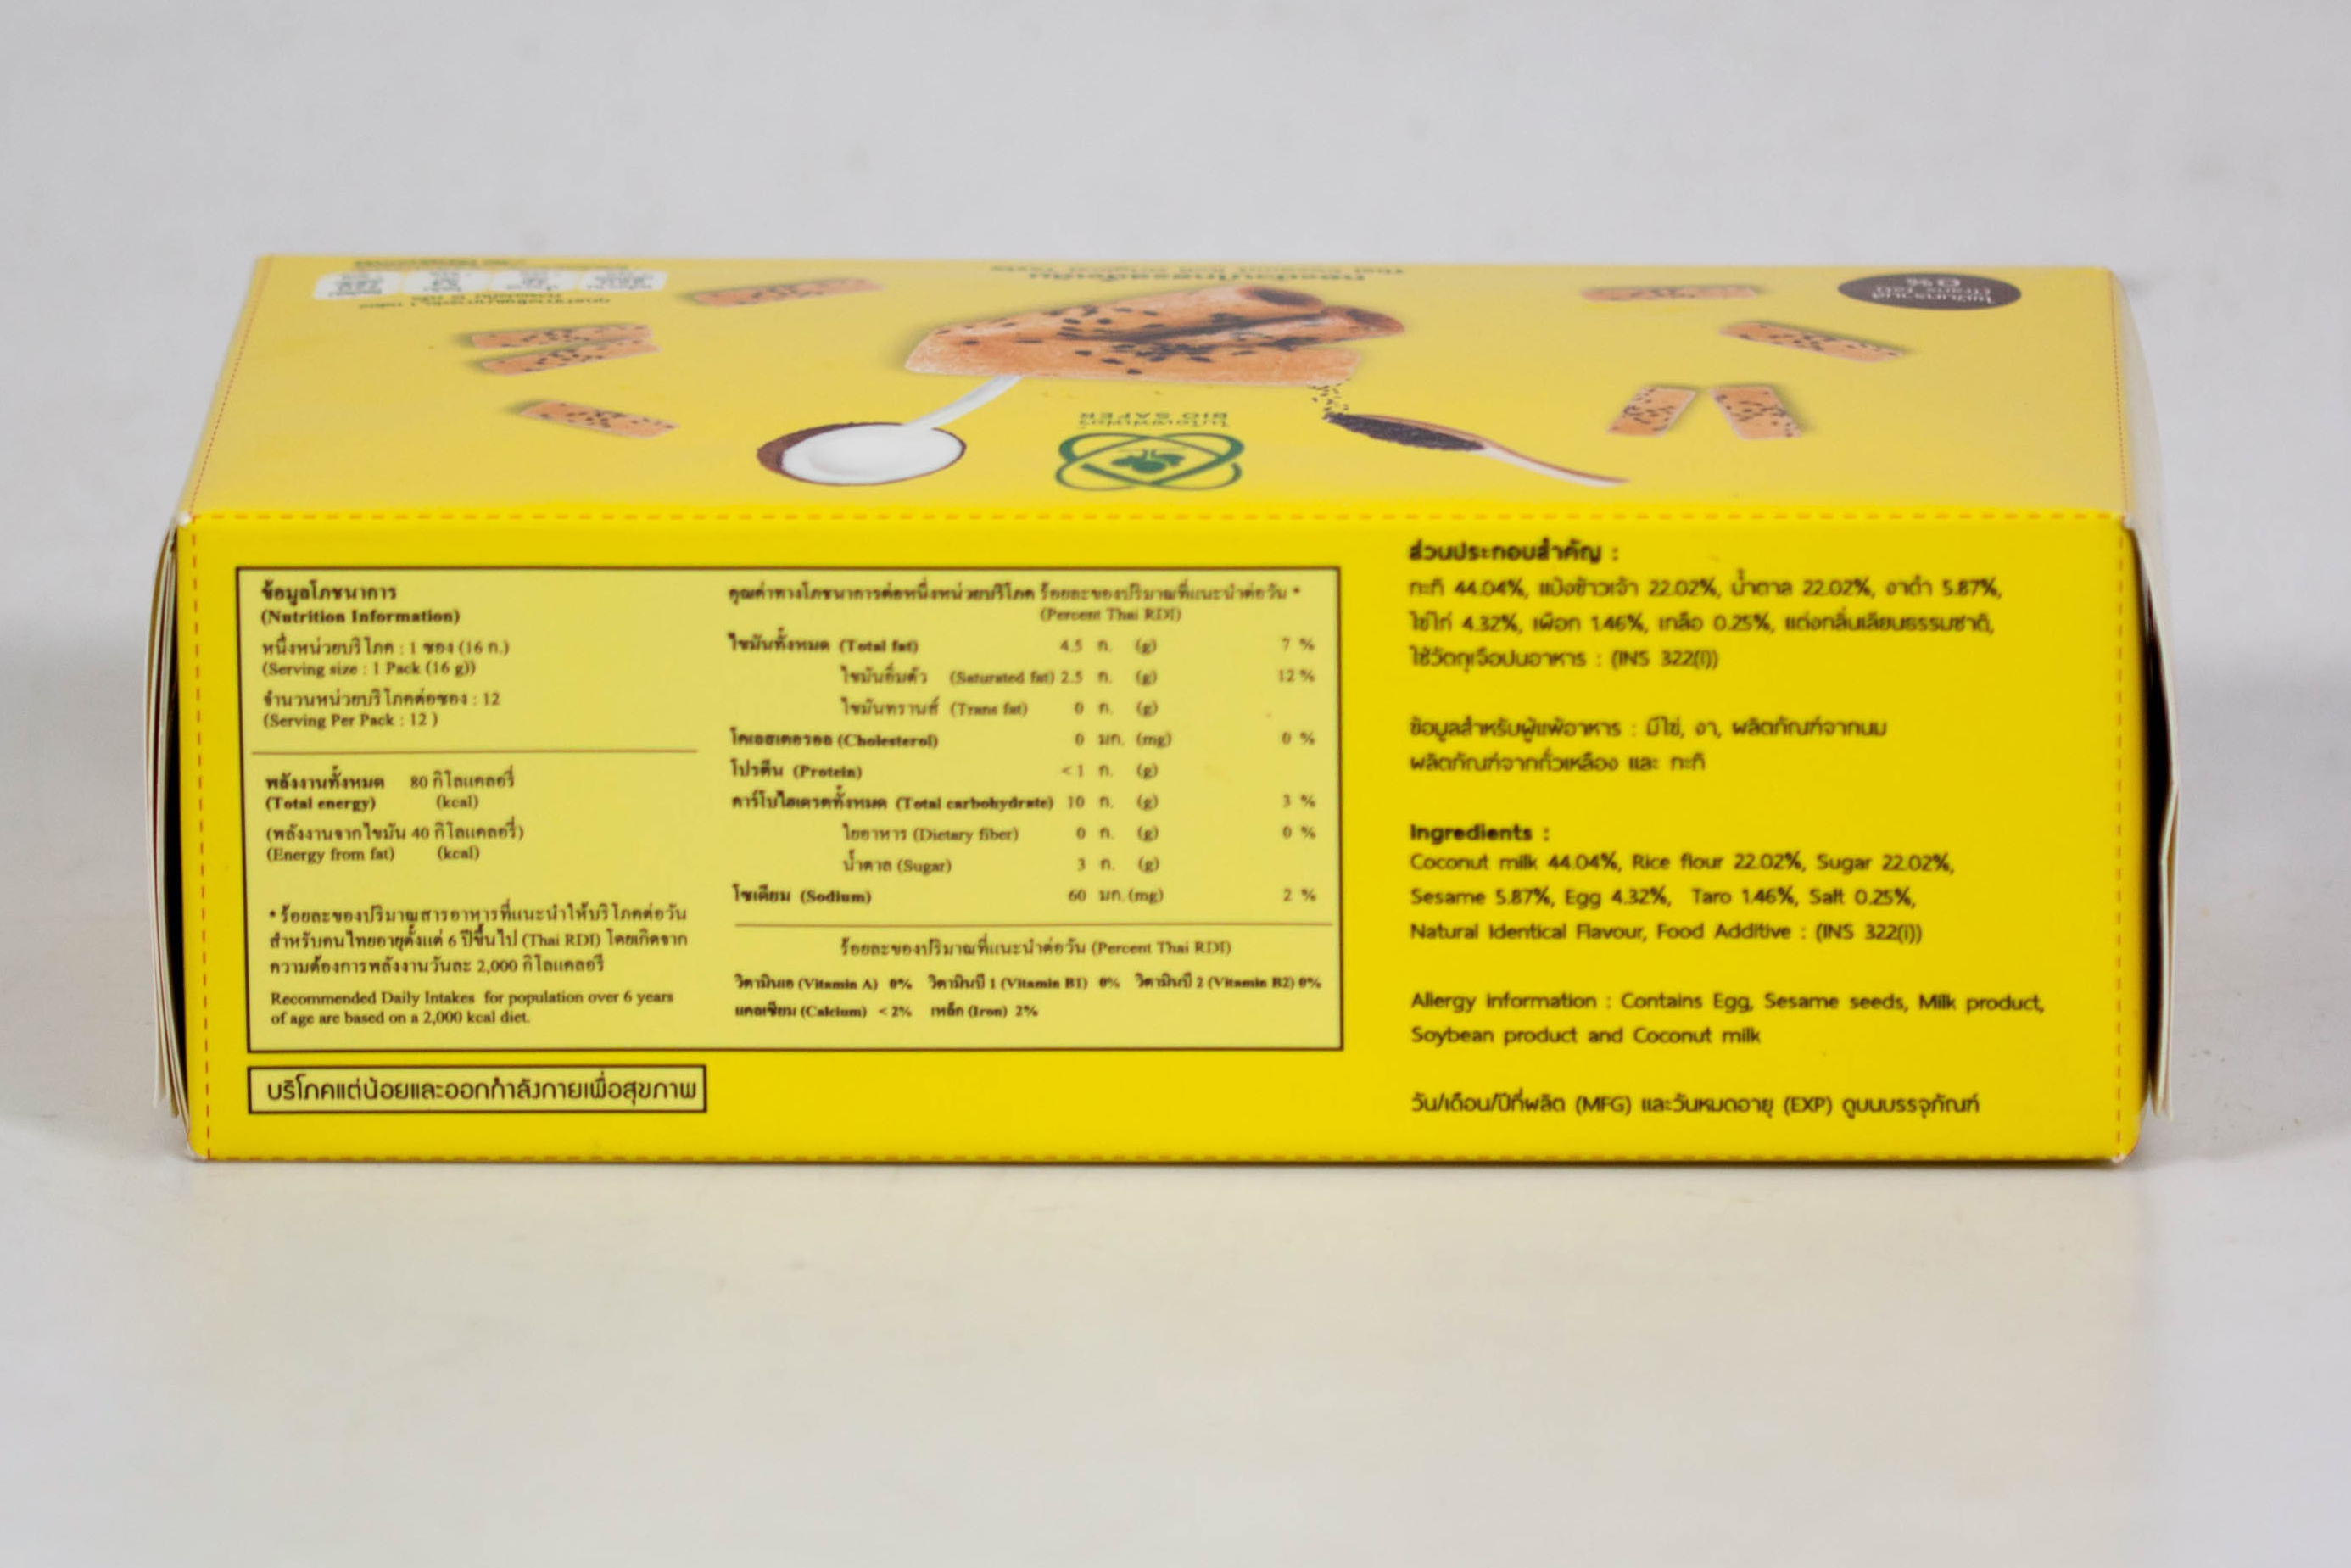 ไบโอเซฟเฟอร์
BIO SAFER
ข้อมูลโภชนาการ
(Nutrition Information)
หนึ่งหน่วยบริโภค : 1 ซอง (16 ก.)
(Serving size : 1 Pack (16 g))
จำนวนหน่วยบริโภคต่อซอง : 12
(Serving Per Pack : 12 )
พลังงานทั้งหมด 80 กิโลแคลอรี่
(Total energy) (kcal)
(พลังงานจากไขมัน 40 กิโลแคลอรี่)
(Energy from fat) (kcal)
* ร้อยละของปริมาณสารอาหารที่แนะนำให้บริโภคต่อวัน
สำหรับคนไทยอายุตั้งแต่ 6 ปีขึ้นไป (Thai RDI) โดยเกิดจาก
ความต้องการพลังงานวันละ 2,000 กิโลแคลอรี
Recommended Daily Intakes for population over 6 years
of age are based on a 2,000 kcal diet.
คุณค่าทางโภชนาการต่อหนึ่งหน่วยบริโภค ร้อยละของปริมาณที่แนะนำต่อวัน *
(Percent Thai RDI)
ไขมันทั้งหมด (Total fat) 4.5 ก. (g) 7 %
ไขมันอิ่มตัว (Saturated fat) 2.5 ก. (g) 12 %
ไขมันทรานส์ (Trans fat) 0 ก. (g)
โคเลสเตอรอล (Cholesterol) 0 มก. (mg) 0 %
โปรตีน (Protein) <1 ก. (g)
คาร์โบไฮเดรตทั้งหมด (Total carbohydrate) 10 ก. (g) 3 %
ใยอาหาร (Dietary fiber) 0 ก. (g) 0 %
น้ำตาล (Sugar) 3 ก. (g)
โซเดียม (Sodium) 60 มก. (mg) 2 %
ร้อยละของปริมาณที่แนะนำต่อวัน (Percent Thai RDI)
วิตามินเอ (Vitamin A) 0% วิตามินบี 1 (Vitamin B1) 0% วิตามินบี 2 (Vitamin B2) 0%
แคลเซียม (Calcium) <2% เหล็ก (Iron) 2%
บริโภคแต่น้อยและออกกำลังกายเพื่อสุขภาพ
ส่วนประกอบสำคัญ :
กะทิ 44.04%, แป้งข้าวเจ้า 22.02%, น้ำตาล 22.02%, งาดำ 5.87%,
ไข่ไก่ 4.32%, เผือก 1.46%, เกลือ 0.25%, แต่งกลิ่นเลียนธรรมชาติ,
ใช้วัตถุเจือปนอาหาร : (INS 322(i))
ข้อมูลสำหรับผู้แพ้อาหาร : มีไข่, งา, ผลิตภัณฑ์จากนม
ผลิตภัณฑ์จากถั่วเหลือง และ กะทิ
Ingredients :
Coconut milk 44.04%, Rice flour 22.02%, Sugar 22.02%,
Sesame 5.87%, Egg 4.32%, Taro 1.46%, Salt 0.25%,
Natural Identical Flavour, Food Additive : (INS 322(i))
Allergy information : Contains Egg, Sesame seeds, Milk product,
Soybean product and Coconut milk
วัน/เดือน/ปีที่ผลิต (MFG) และวันหมดอายุ (EXP) ดูบนบรรจุภัณฑ์